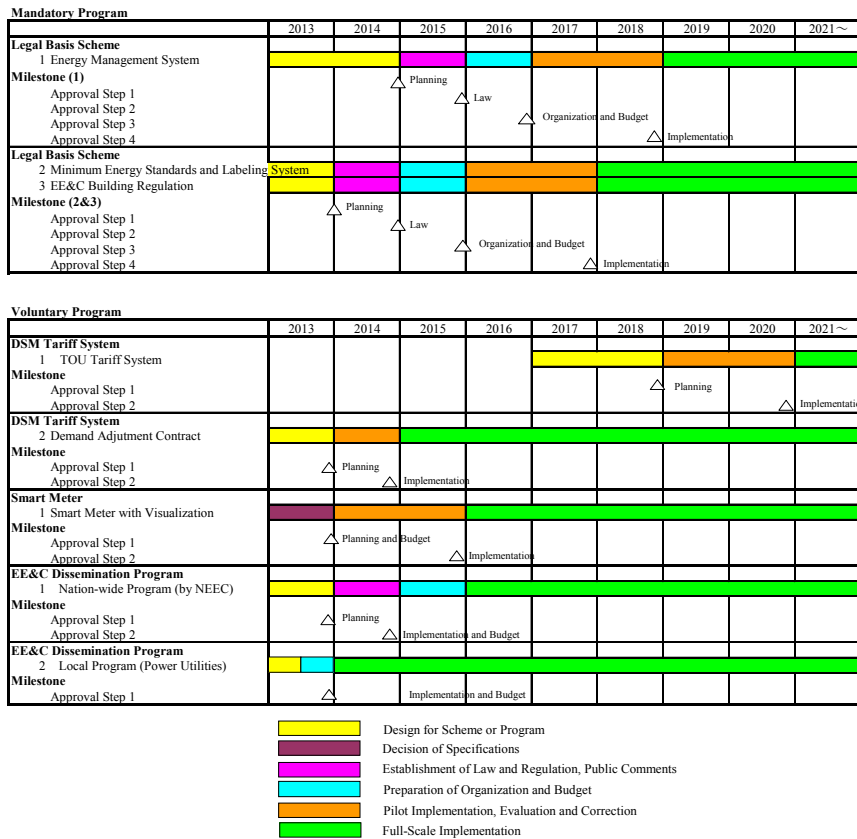 Mandatory Program
2013 2014 2015 2016 2017 2018 2019 2020 2021～
Legal Basis Scheme
1 Energy Management System
Milestone (1)
Planning
Approval Step 1
Law
Approval Step 2
Organization and Budget
Approval Step 3
Implementation
Approval Step 4
Legal Basis Scheme
2 Minimum Energy Standards and Labeling System
3 EE&C Building Regulation
Milestone (2&3)
Planning
Approval Step 1
Law
Approval Step 2
Organization and Budget
Approval Step 3
Approval Step 4 Implementation
Voluntary Program
2013 2014 2015 2016 2017 2018 2019 2020 2021～
DSM Tariff System
1 TOU Tariff System
Milestone
Approval Step 1 Planning
Approval Step 2 Implementatio
DSM Tariff System
2 Demand Adjutment Contract
Milestone
Approval Step 1 Planning
Approval Step 2 Implementation
Smart Meter
1 Smart Meter with Visualization
Milestone
Approval Step 1 Planning and Budget
Approval Step 2 Implementation
EE&C Dissemination Program
1 Nation-wide Program (by NEEC)
Milestone
Approval Step 1 Planning
Approval Step 2 Implementation and Budget
EE&C Dissemination Program
2 Local Program (Power Utilities)
Milestone
Approval Step 1 Implementation and Budget
Design for Scheme or Program
Decision of Specifications
Establishment of Law and Regulation, Public Comments
Preparation of Organization and Budget
Pilot Implementation, Evaluation and Correction
Full-Scale Implementation